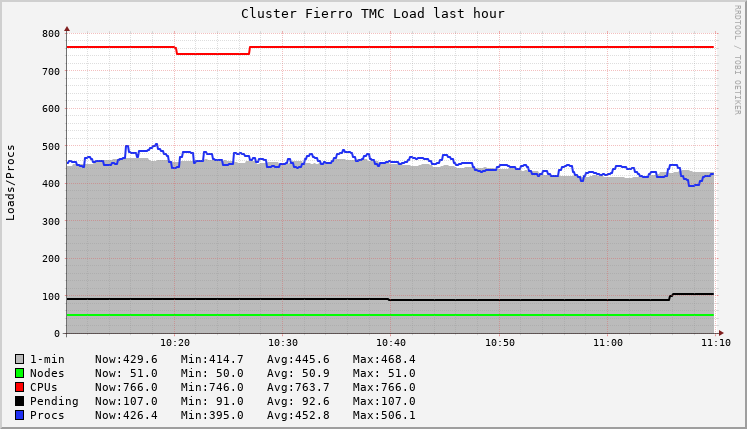 Cluster Fierro TMC Load last hour
RRDTOOL / TOBI OETIKER
Loads/Procs
800
700
600
500
400
300
200
100
0
10:20 10:30 10:40 10:50 11:00 11:10
1-min Now:429.6 Min:414.7 Avg:445.6 Max:468.4
Nodes Now: 51.0 Min: 50.0 Avg: 50.9 Max: 51.0
CPUs Now:766.0 Min:746.0 Avg:763.7 Max:766.0
Pending Now:107.0 Min: 91.0 Avg: 92.6 Max:107.0
Procs Now:426.4 Min:395.0 Avg:452.8 Max:506.1